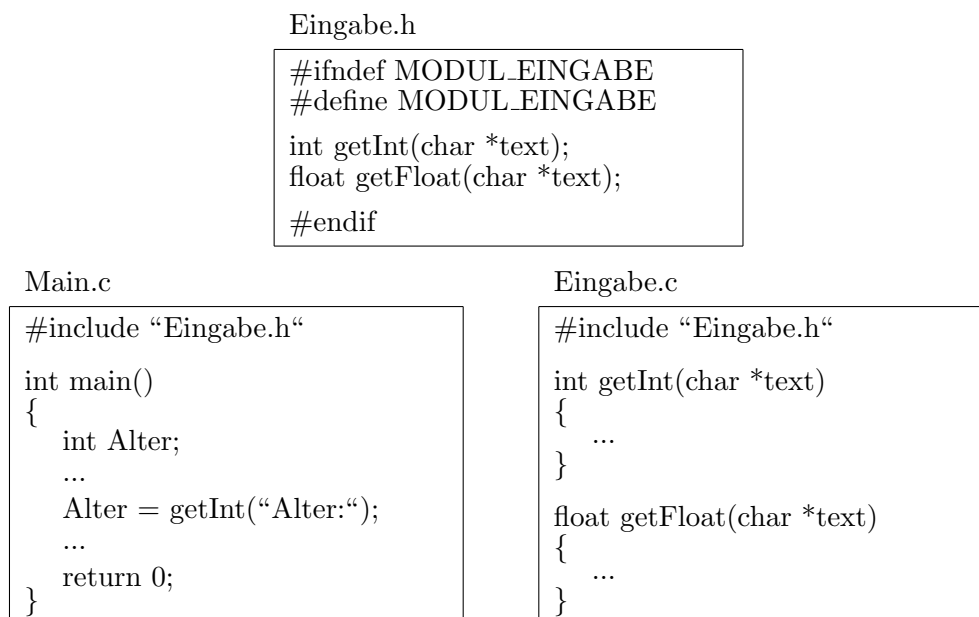 Eingabe.h
#ifndef MODUL_EINGABE
#define MODUL_EINGABE
int getInt(char *text);
float getFloat(char *text);
#endif
Main.c
#include “Eingabe.h“
int main()
{
int Alter;
...
Alter = getInt(“Alter:“);
...
return 0;
}
Eingabe.c
#include “Eingabe.h“
int getInt(char *text)
{
...
}
float getFloat(char *text)
{
...
}